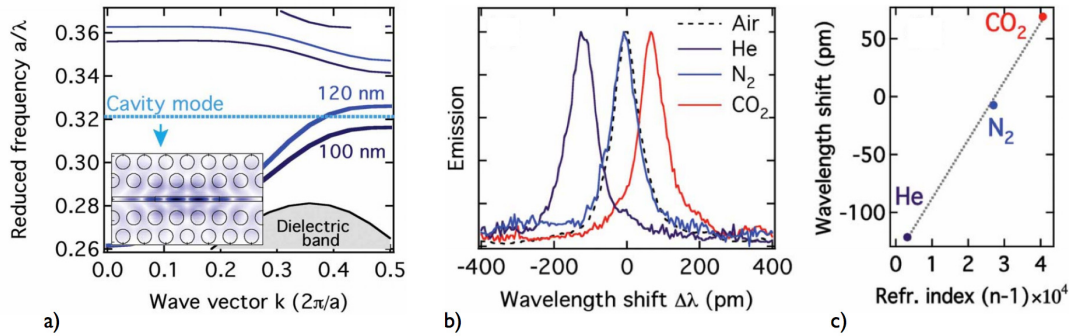 Reduced frequency a/λ
0.36
0.34
0.32
0.30
0.28
0.26
Cavity mode
120 nm
100 nm
Dielectric
band
0.0
0.1
0.2
0.3
0.4
0.5
Wave vector k (2π/a)
a)
Emission
Air
He
N₂
CO₂
-400
-200
0
200
400
Wavelength shift Δλ (pm)
b)
Wavelength shift (pm)
50
0
-50
-100
CO₂
N₂
He
0
1
2
3
4
Refr. index (n-1)×10⁴
c)